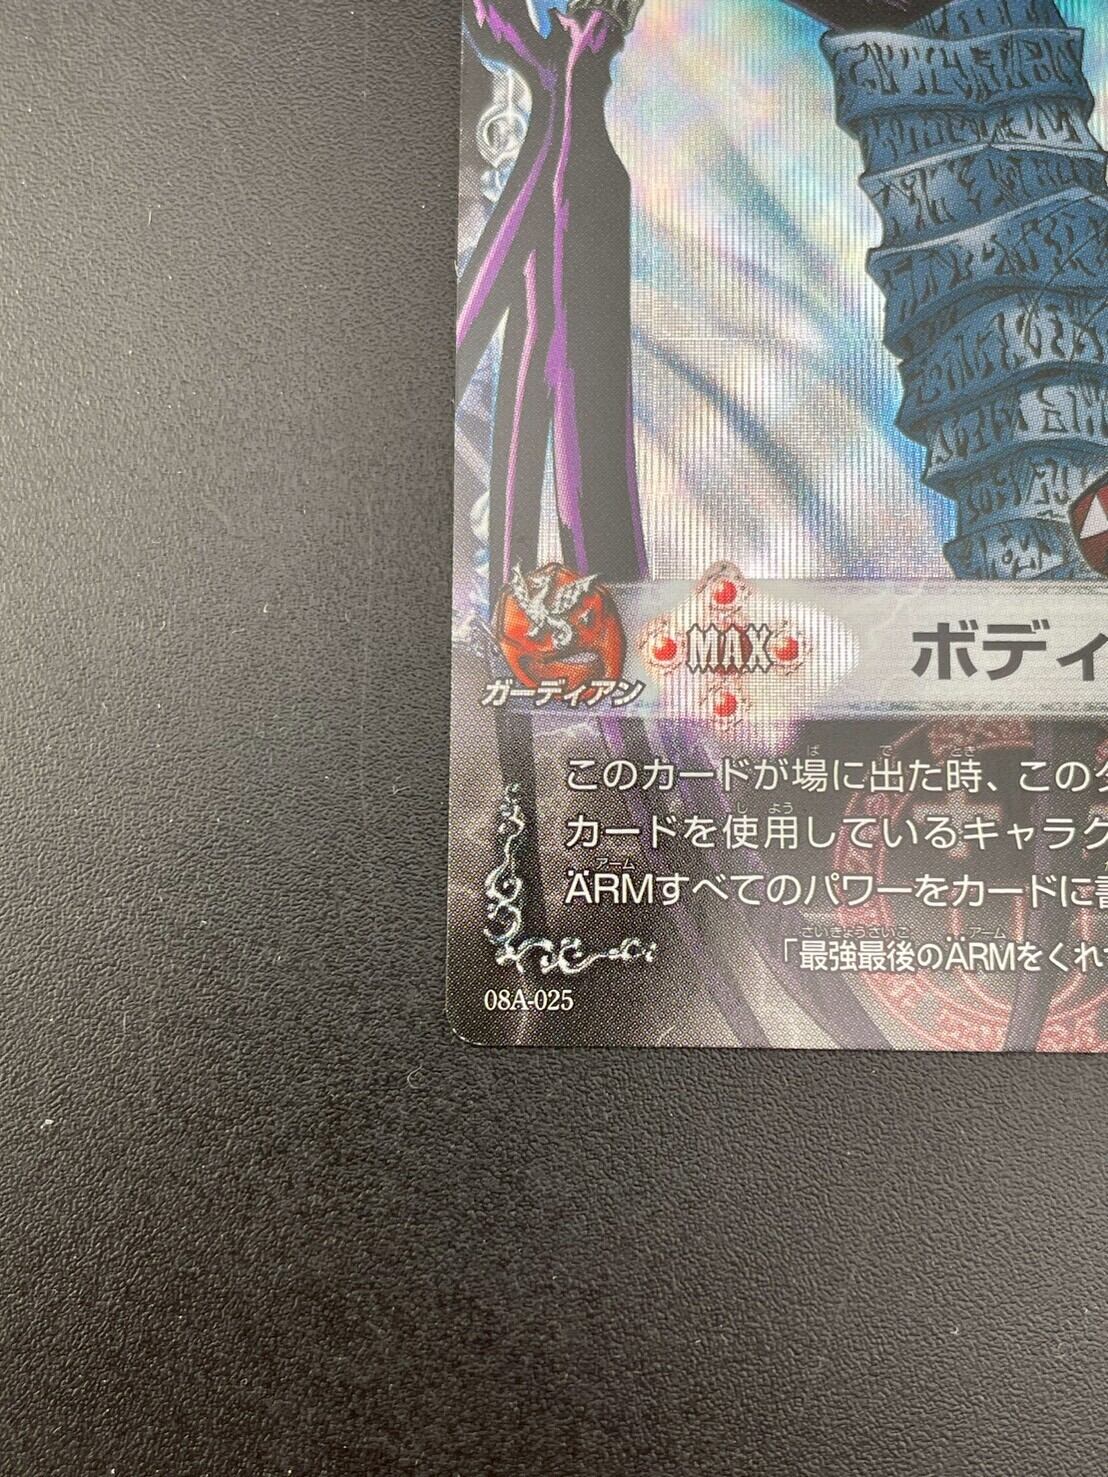 MAX
ボディ
ガーディアン
このカードが場に出た時、この
カードを使用しているキャラク
ÄRMすべてのパワーをカードに
「最強最後のÄRMをくれ
08A-025